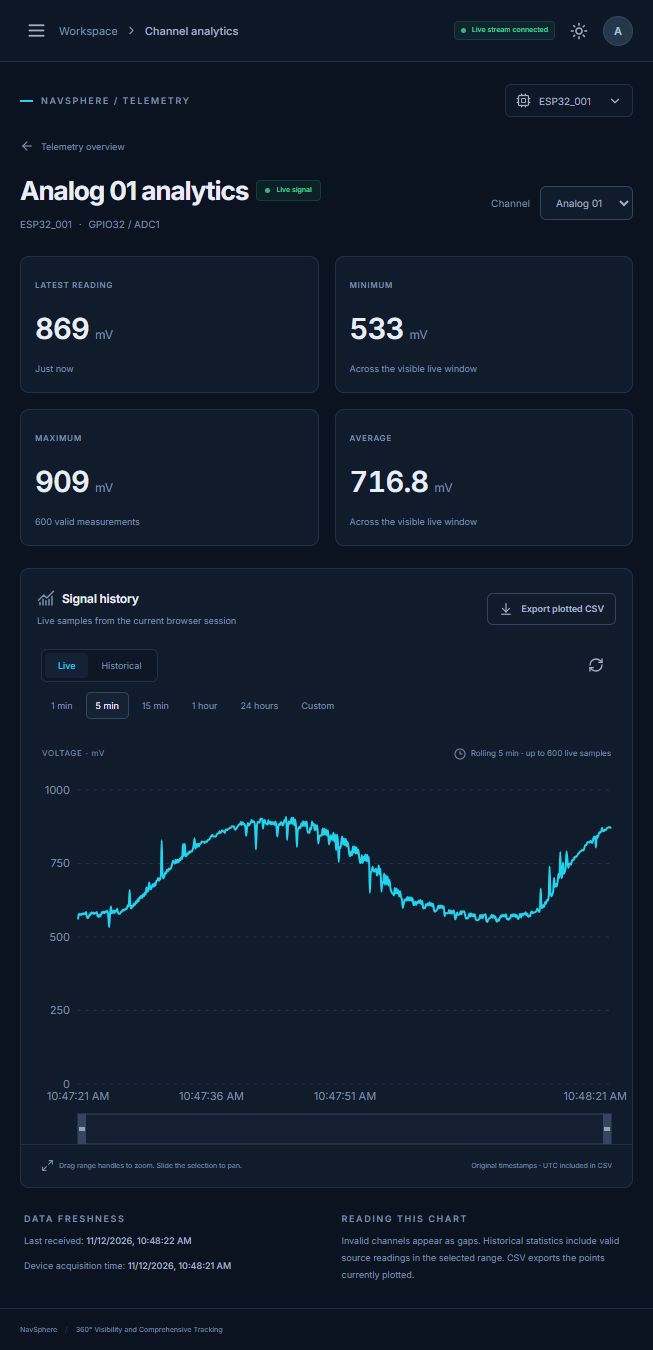 Workspace > Channel analytics
Live stream connected
A
NAVSPHERE / TELEMETRY
ESP32_001
← Telemetry overview
Analog 01 analytics
Live signal
ESP32_001 · GPIO32 / ADC1
Channel
Analog 01
LATEST READING
869 mV
Just now
MINIMUM
533 mV
Across the visible live window
MAXIMUM
909 mV
600 valid measurements
AVERAGE
716.8 mV
Across the visible live window
Signal history
Live samples from the current browser session
Export plotted CSV
Live Historical
1 min 5 min 15 min 1 hour 24 hours Custom
VOLTAGE · mV
Rolling 5 min · up to 600 live samples
1000
750
500
250
0
10:47:21 AM 10:47:36 AM 10:47:51 AM 10:48:21 AM
Drag range handles to zoom. Slide the selection to pan.
Original timestamps · UTC included in CSV
DATA FRESHNESS
Last received: 11/12/2026, 10:48:22 AM
Device acquisition time: 11/12/2026, 10:48:21 AM
READING THIS CHART
Invalid channels appear as gaps. Historical statistics include valid
source readings in the selected range. CSV exports the points
currently plotted.
NavSphere / 360° Visibility and Comprehensive Tracking